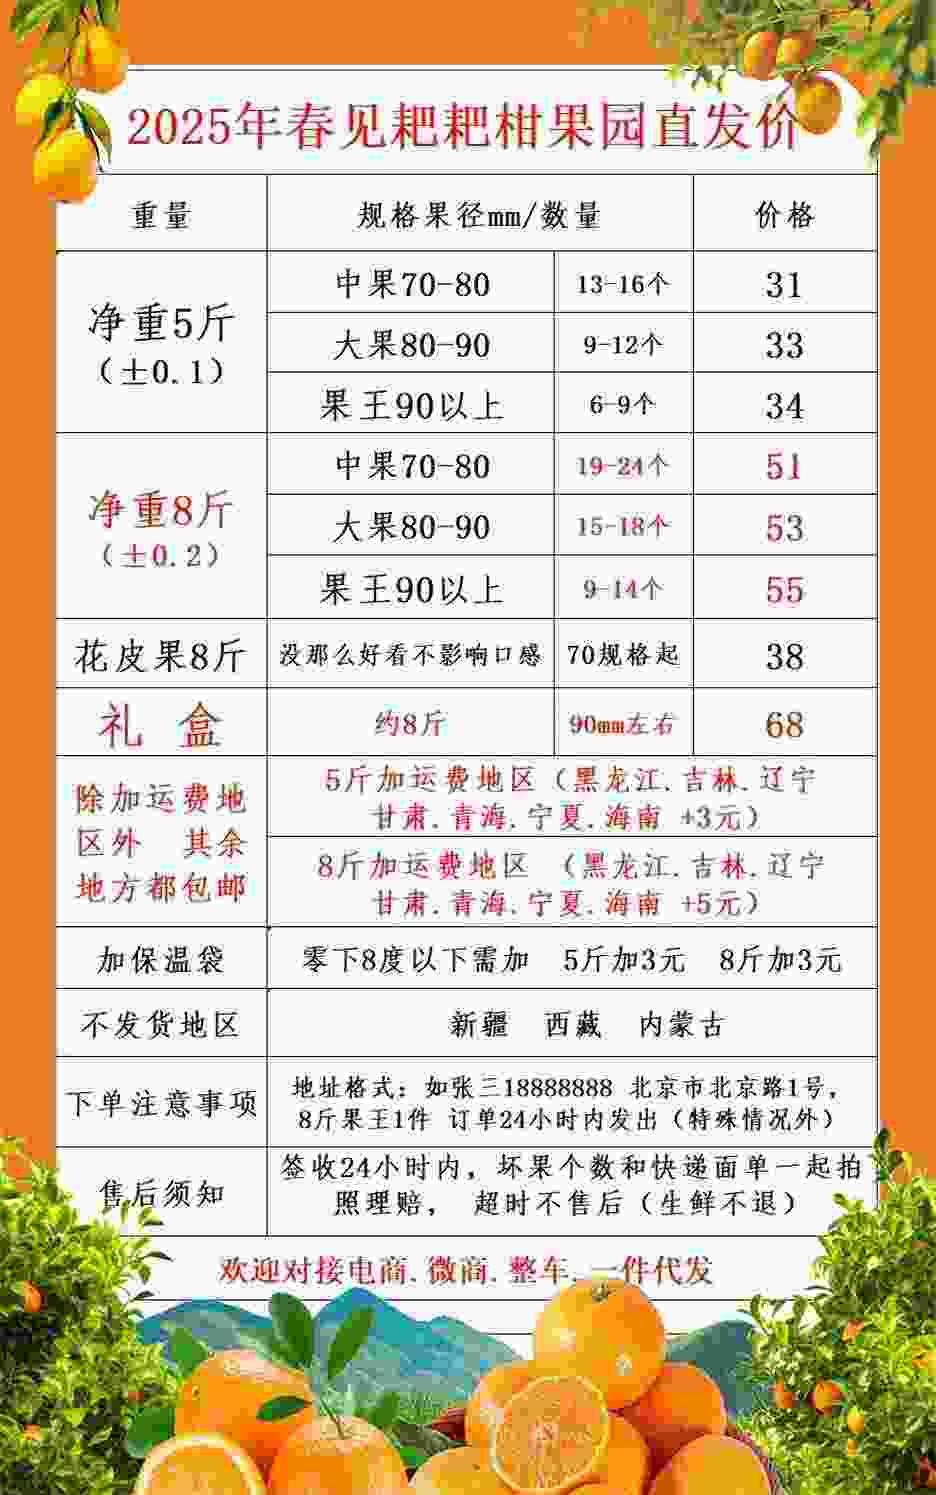 2025年春见耙耙柑果园直发价
重量 规格果径mm/数量 价格
净重5斤
(±0.1)
中果70-80 13-16个 31
大果80-90 9-12个 33
果王90以上 6-9个 34
净重8斤
(±0.2)
中果70-80 19-24个 51
大果80-90 15-18个 53
果王90以上 9-14个 55
花皮果8斤 没那么好看不影响口感 70规格起 38
礼 盒 约8斤 90mm左右 68
除加运费地
区外 其余
地方都包邮
5斤加运费地区（黑龙江.吉林.辽宁
甘肃.青海.宁夏.海南 +3元）
8斤加运费地区 （黑龙江.吉林.辽宁
甘肃.青海.宁夏.海南 +5元）
加保温袋 零下8度以下需加 5斤加3元 8斤加3元
不发货地区 新疆 西藏 内蒙古
下单注意事项
地址格式：如张三18888888 北京市北京路1号，
8斤果王1件 订单24小时内发出（特殊情况外）
售后须知
签收24小时内，坏果个数和快递面单一起拍
照理赔， 超时不售后（生鲜不退）
欢迎对接电商.微商.整车.一件代发